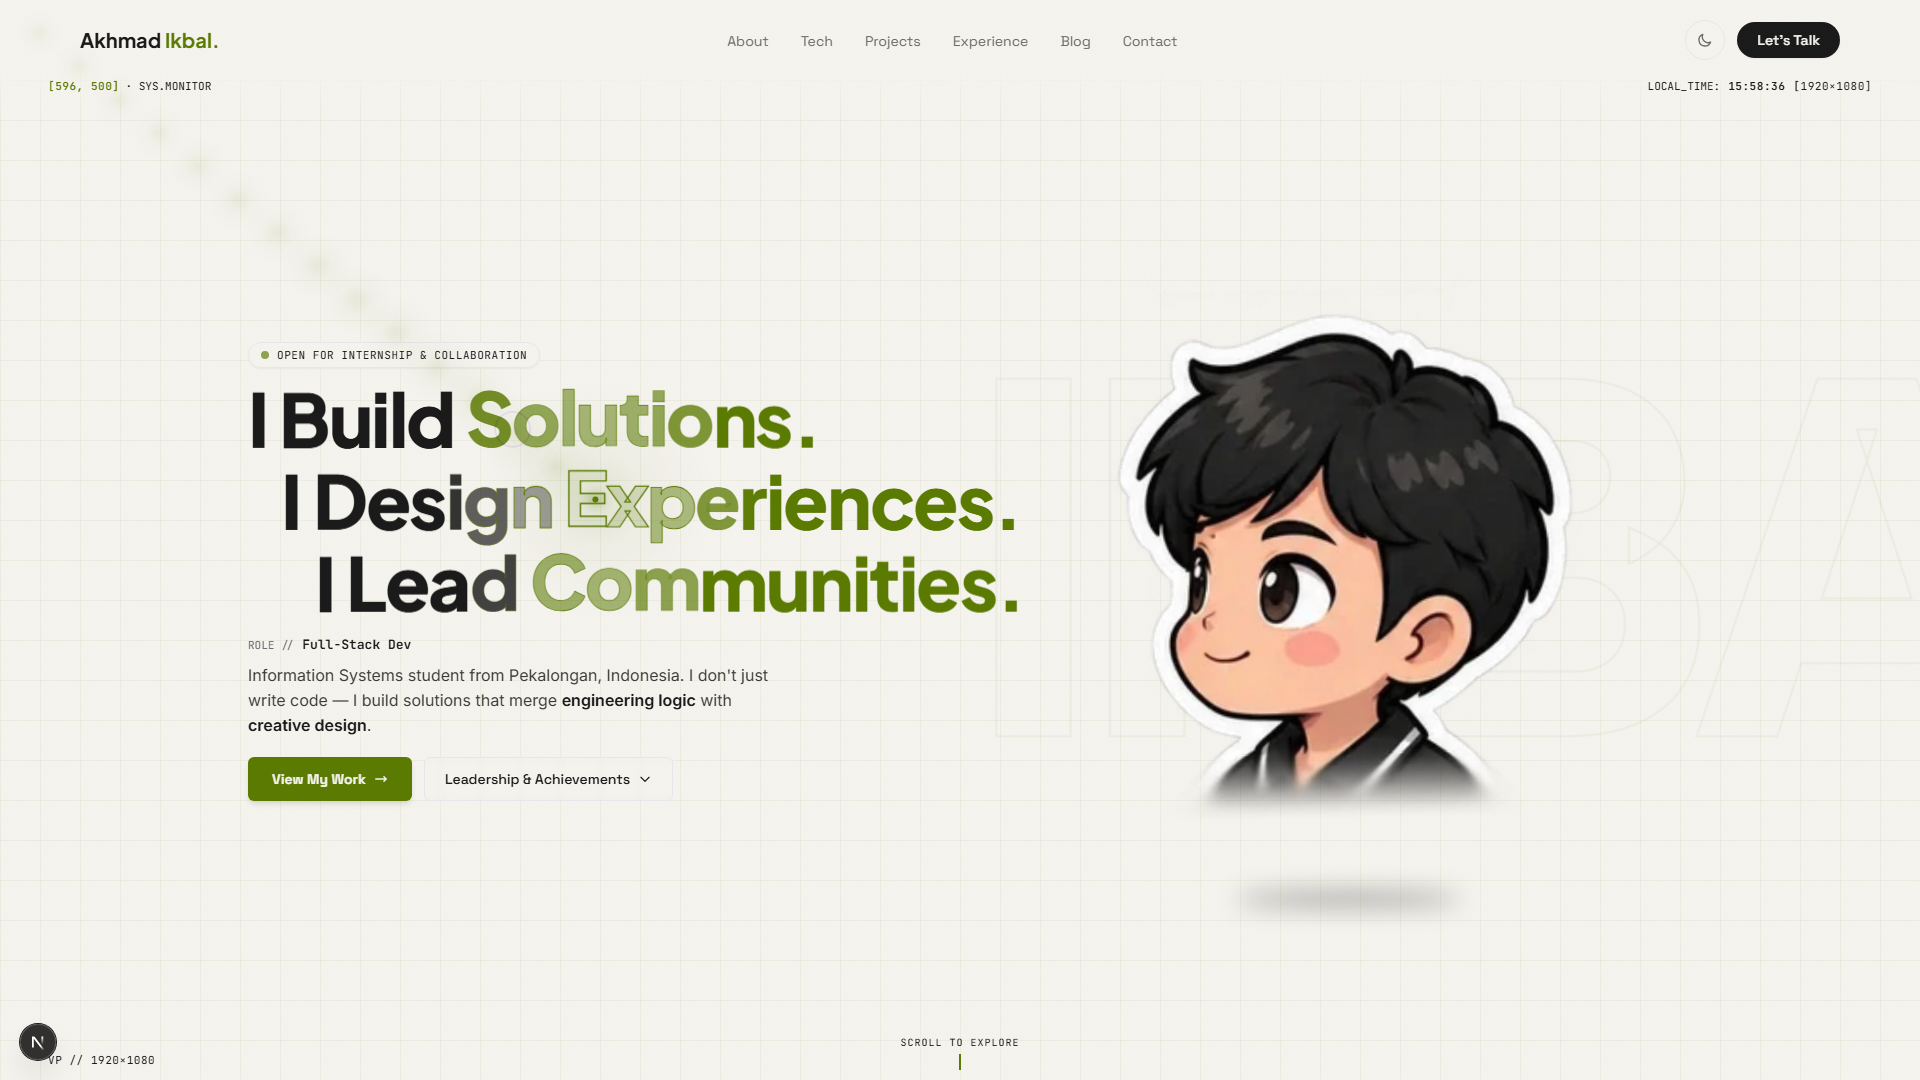 Akhmad Ikbal.
About
Tech
Projects
Experience
Blog
Contact
Let's Talk
[596, 500] · SYS.MONITOR
LOCAL_TIME: 15:58:36 [1920×1080]
OPEN FOR INTERNSHIP & COLLABORATION
I Build Solutions.
I Design Experiences.
I Lead Communities.
ROLE // Full-Stack Dev
Information Systems student from Pekalongan, Indonesia. I don't just
write code — I build solutions that merge engineering logic with
creative design.
View My Work →
Leadership & Achievements
SCROLL TO EXPLORE
N
VP // 1920×1080